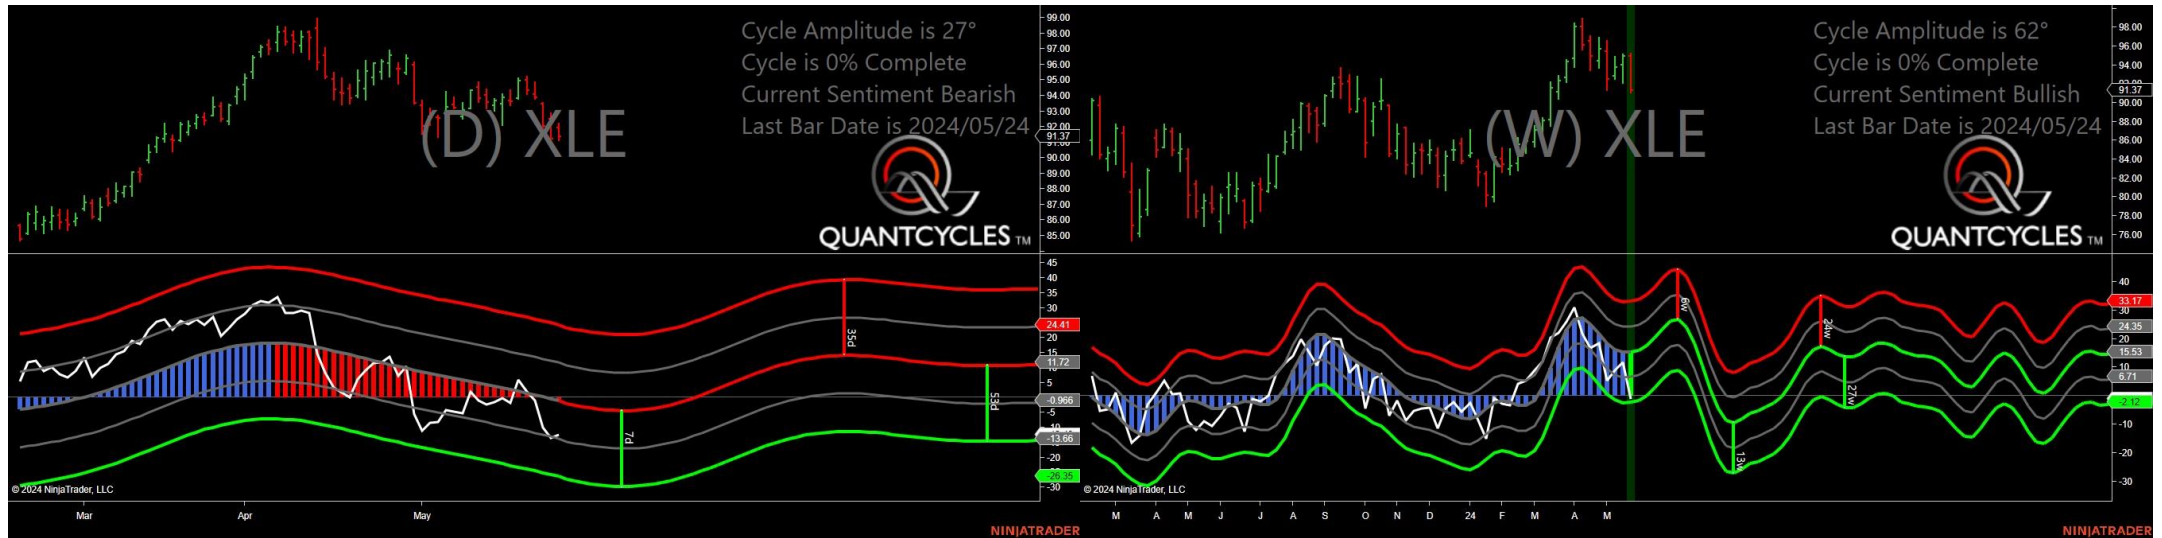 Cycle Amplitude is 27°
Cycle is 0% Complete
Current Sentiment Bearish
Last Bar Date is 2024/05/24
(D) XLE
QUANTCYCLES TM
99.00
98.00
97.00
96.00
95.00
94.00
93.00
92.00
91.37
91.00
90.00
89.00
88.00
87.00
86.00
85.00
45
40
35
30
24.41
20
15
11.72
5
-0.966
-5
-10
-13.66
-20
-26.35
-30
35d
53d
7d
© 2024 NinjaTrader, LLC
Mar
Apr
May
NINJATRADER
Cycle Amplitude is 62°
Cycle is 0% Complete
Current Sentiment Bullish
Last Bar Date is 2024/05/24
(W) XLE
QUANTCYCLES TM
98.00
96.00
94.00
91.37
90.00
88.00
86.00
84.00
82.00
80.00
78.00
76.00
40
33.17
30
24.35
20
15.53
10
6.71
-2.12
-10
-20
-30
6w
24w
27w
13w
© 2024 NinjaTrader, LLC
M A M J J A S O N D 24 F M A M
NINJATRADER